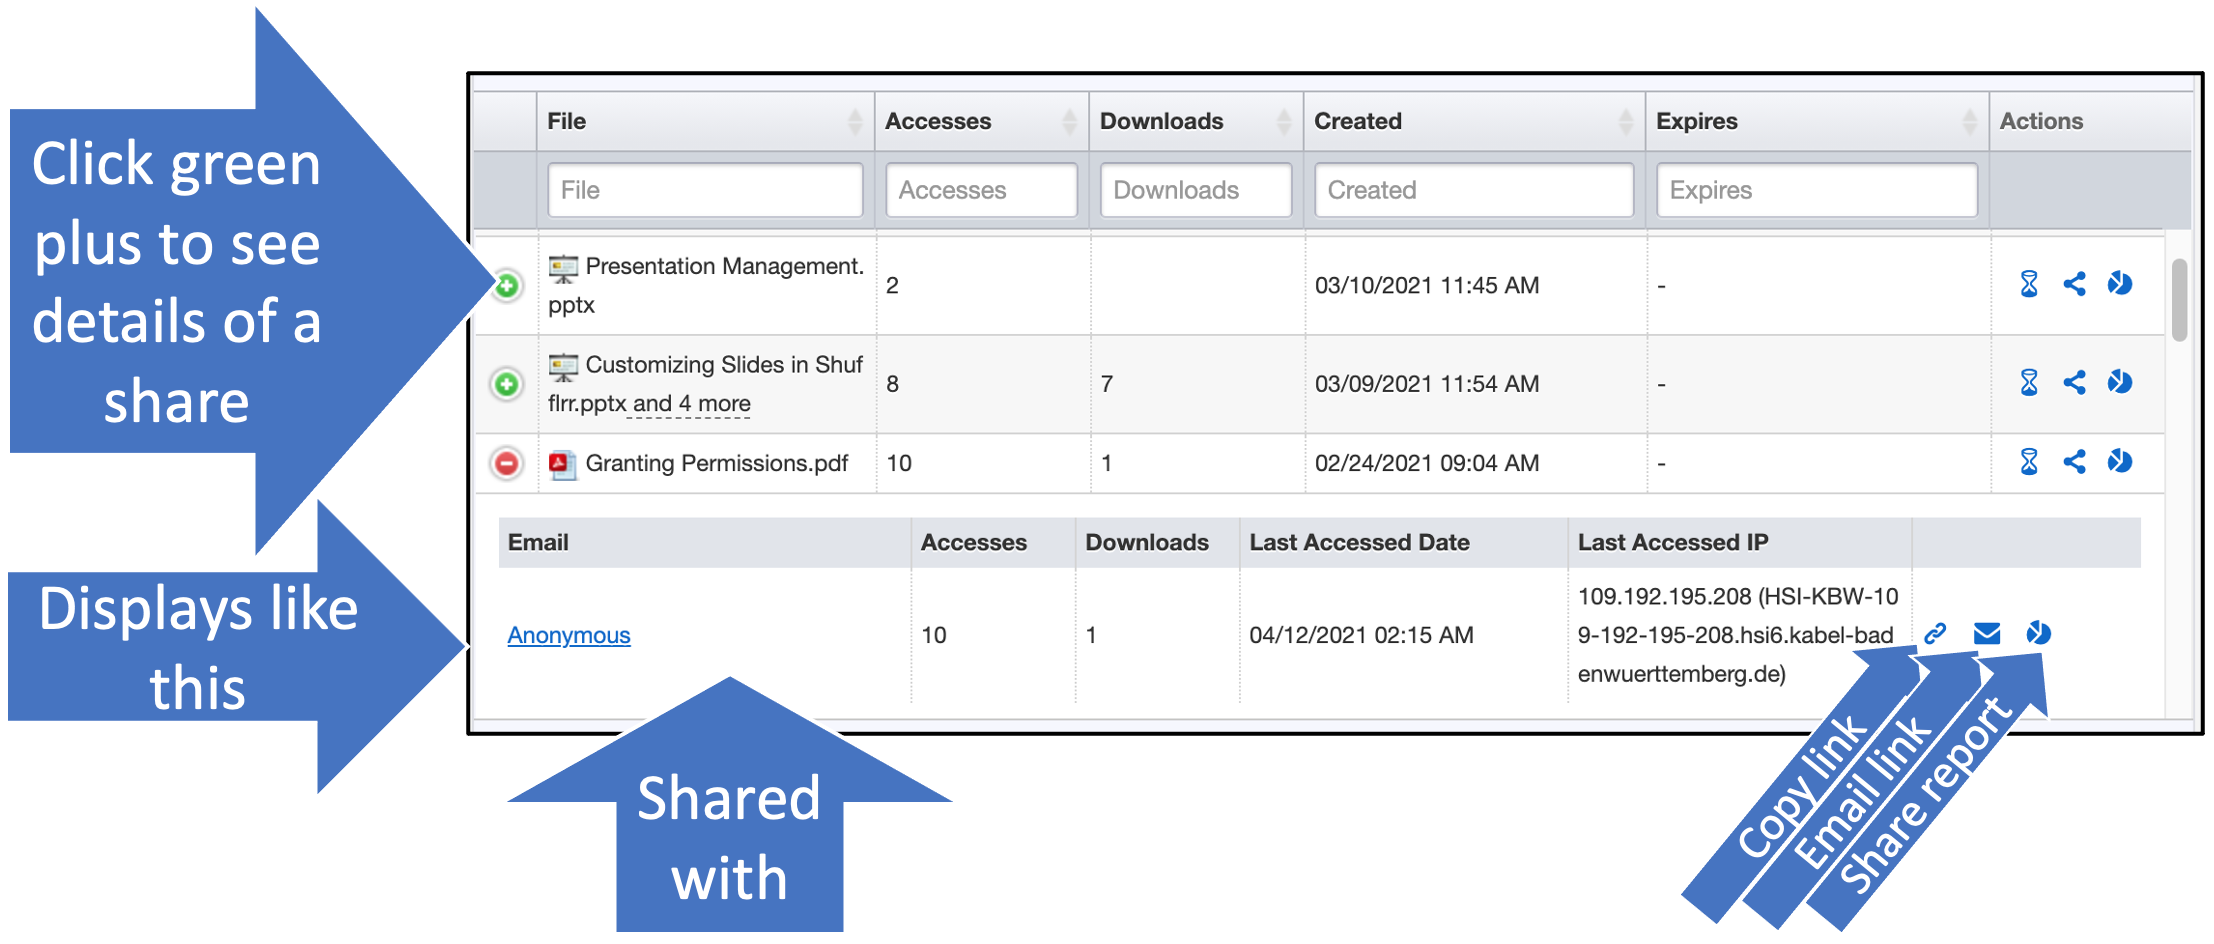 Click green
plus to see
details of a
share
Displays like
this
File Accesses Downloads Created Expires Actions
File Accesses Downloads Created Expires
Presentation Management.
pptx
2 03/10/2021 11:45 AM -
Customizing Slides in Shuf
flrr.pptx and 4 more
8 7 03/09/2021 11:54 AM -
Granting Permissions.pdf 10 1 02/24/2021 09:04 AM -
Email Accesses Downloads Last Accessed Date Last Accessed IP
Anonymous 10 1 04/12/2021 02:15 AM
109.192.195.208 (HSI-KBW-10
9-192-195-208.hsi6.kabel-bad
enwuerttemberg.de)
Shared
with
Copy link
Email link
Share report